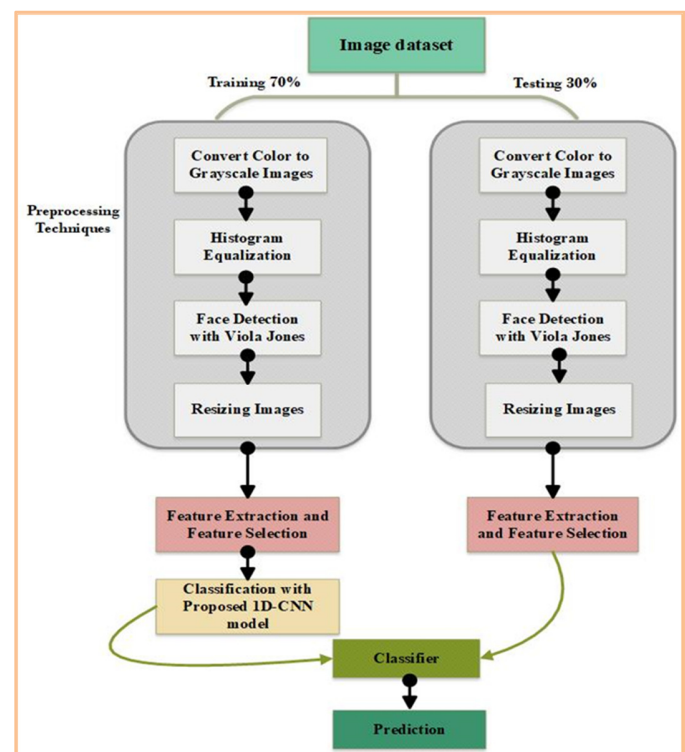 Image dataset
Training 70%
Testing 30%
Preprocessing
Techniques
Convert Color to
Grayscale Images
Histogram
Equalization
Face Detection
with Viola Jones
Resizing Images
Convert Color to
Grayscale Images
Histogram
Equalization
Face Detection
with Viola Jones
Resizing Images
Feature Extraction and
Feature Selection
Feature Extraction
and Feature Selection
Classification with
Proposed 1D-CNN
model
Classifier
Prediction